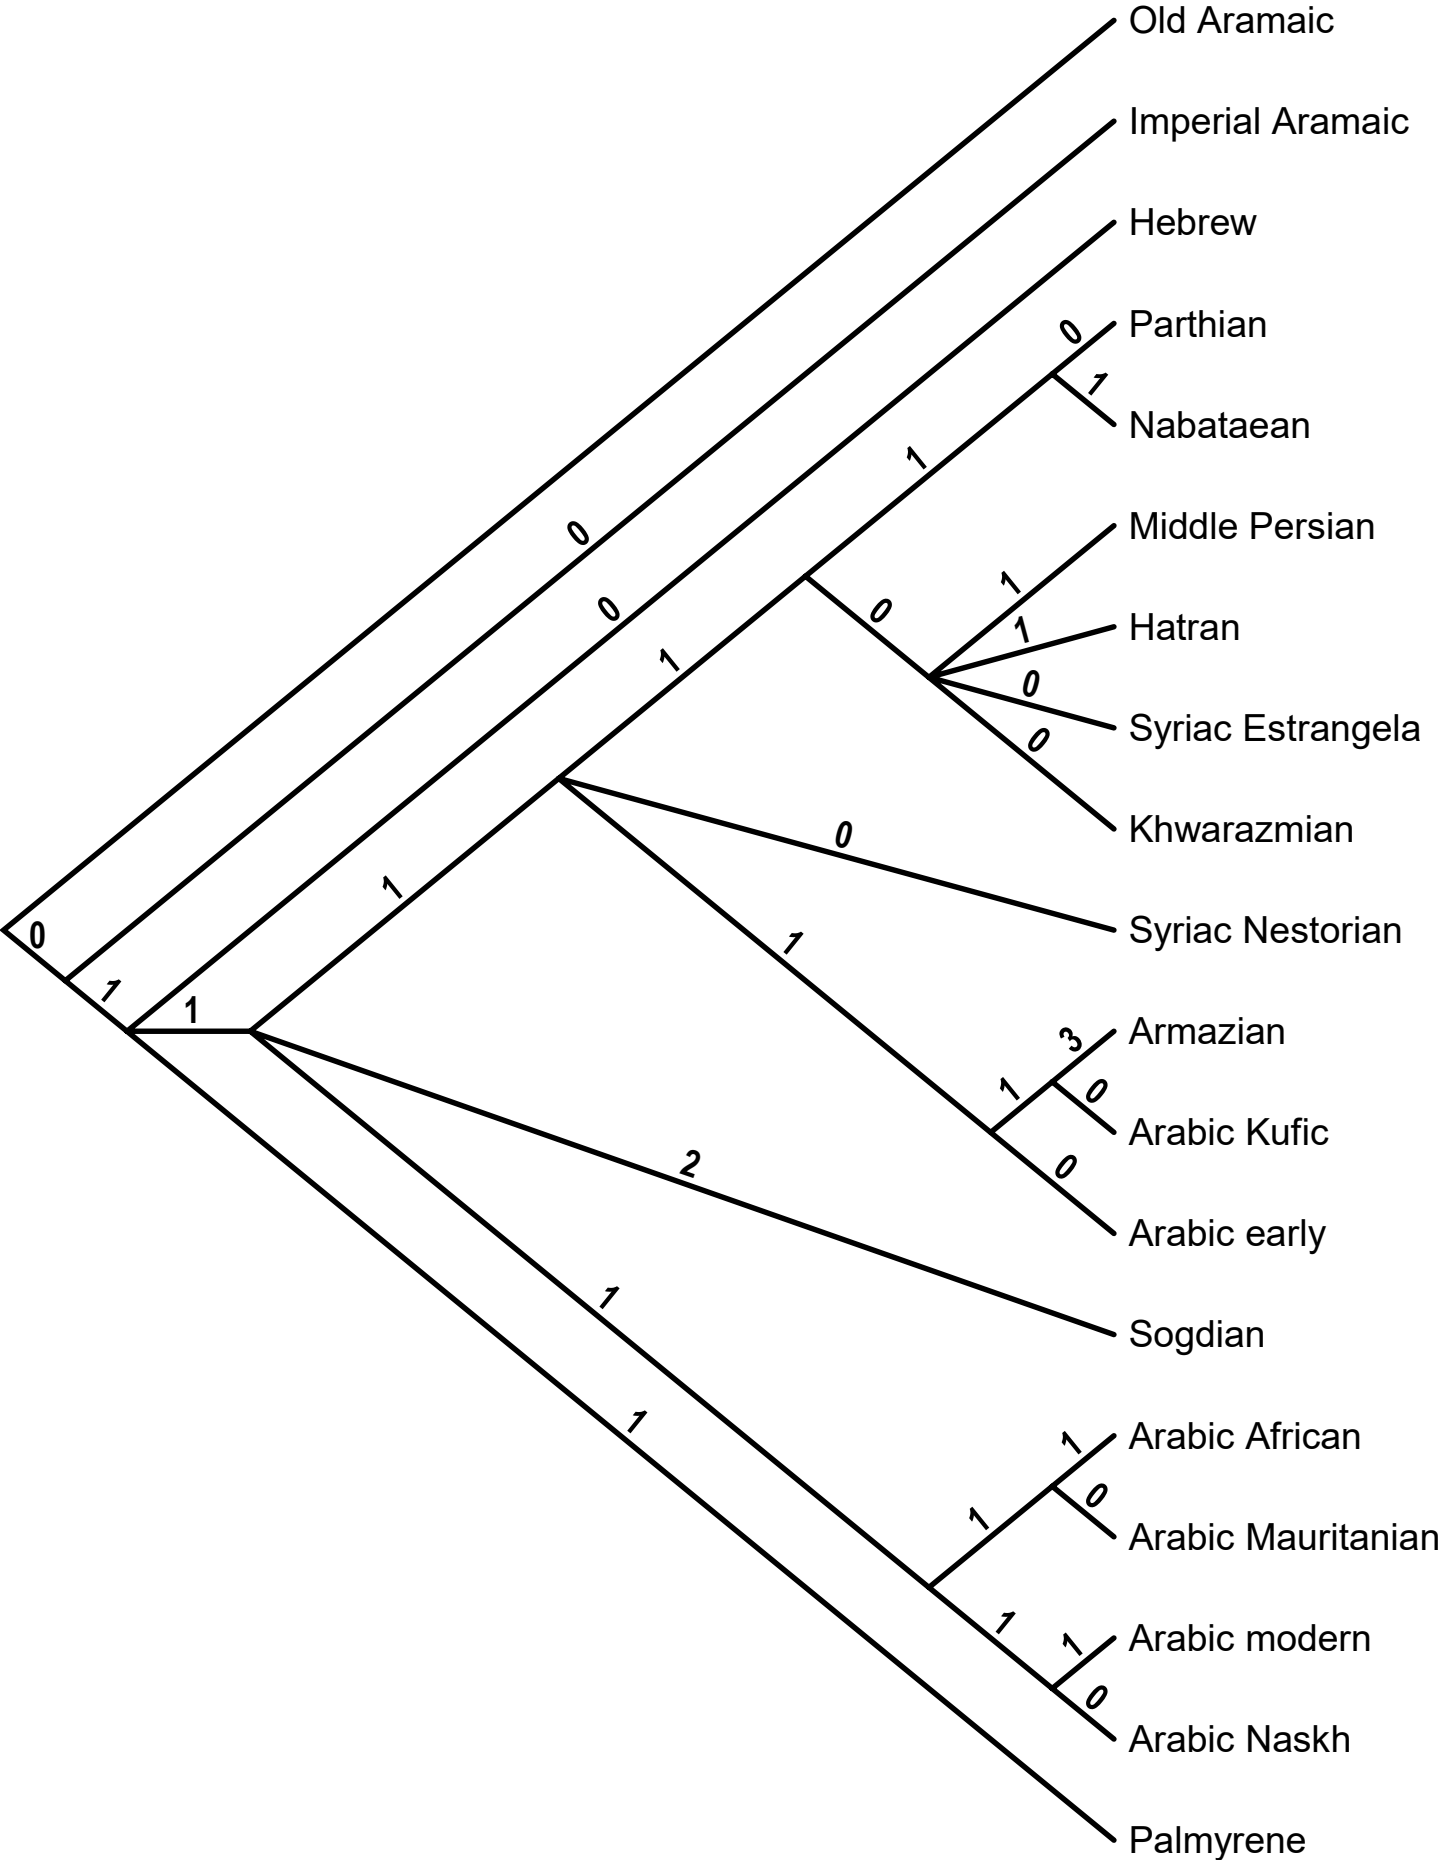 Old Aramaic
Imperial Aramaic
Hebrew
0
Parthian
1
Nabataean
1
Middle Persian
0
1
0
0
1
Hatran
1
0
Syriac Estrangela
0
Khwarazmian
0
1
Syriac Nestorian
0
1
1
1
1
Armazian
3
1
0
Arabic Kufic
0
2
Arabic early
1
Sogdian
1
1
Arabic African
0
1
Arabic Mauritanian
1
1
Arabic modern
0
Arabic Naskh
Palmyrene